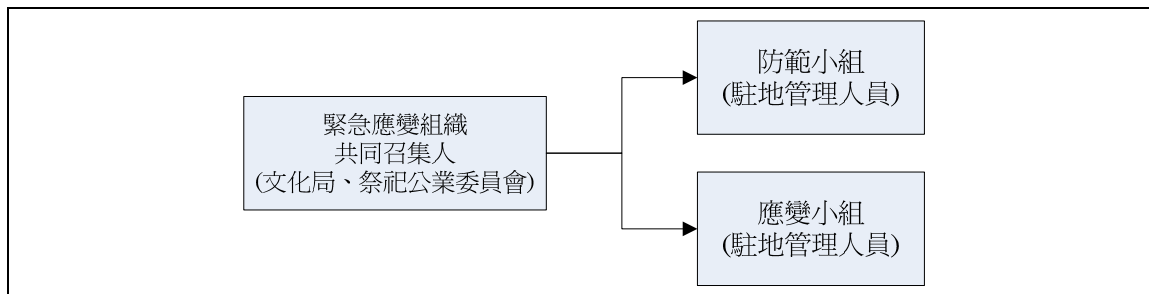 緊急應變組織
共同召集人
(文化局、祭祀公業委員會)
防範小組
(駐地管理人員)
應變小組
(駐地管理人員)